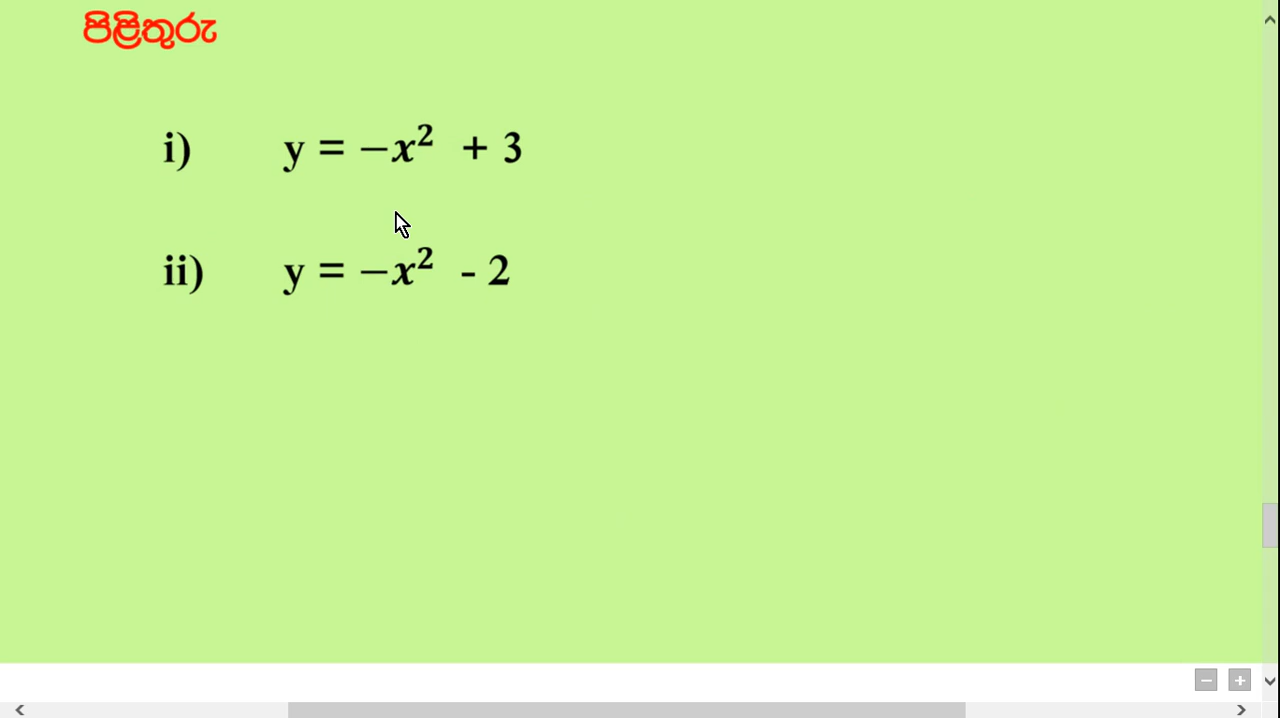 පිළිතුරු
i) y = −x² + 3
ii) y = −x² - 2